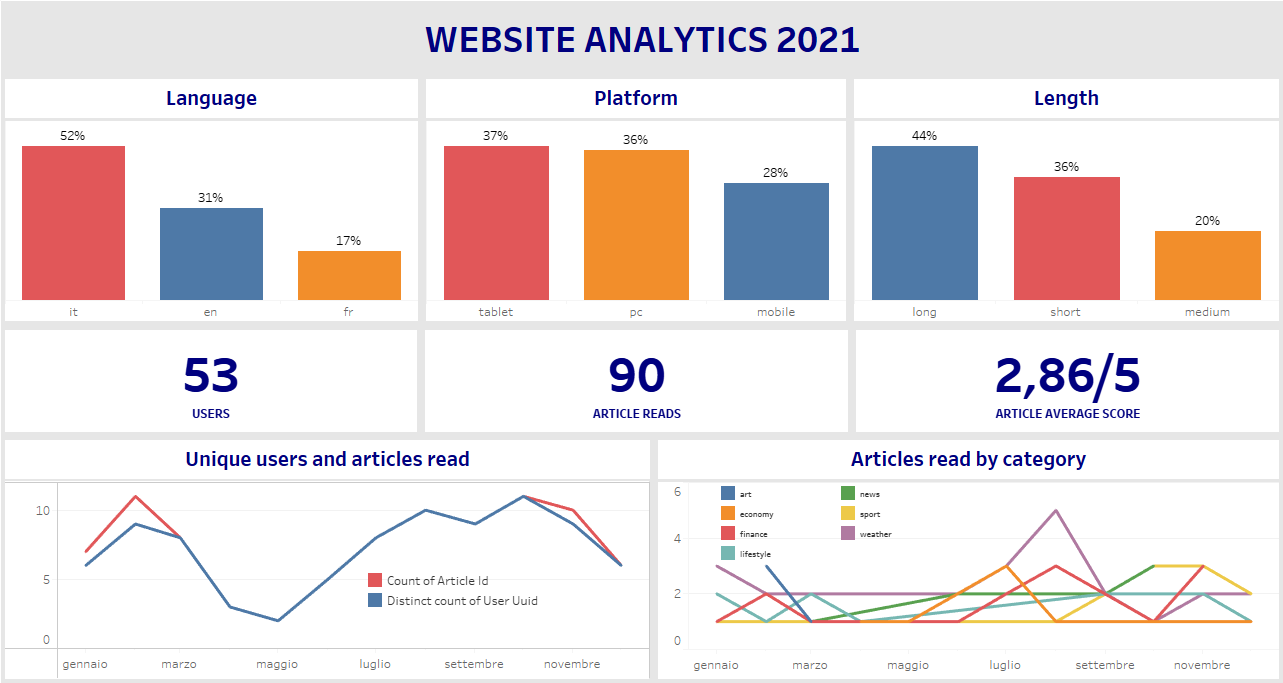 WEBSITE ANALYTICS 2021
Language
52%
31%
17%
it
en
fr
Platform
37%
36%
28%
tablet
pc
mobile
Length
44%
36%
20%
long
short
medium
53
USERS
90
ARTICLE READS
2,86/5
ARTICLE AVERAGE SCORE
Unique users and articles read
10
5
0
Count of Article Id
Distinct count of User Uuid
gennaio
marzo
maggio
luglio
settembre
novembre
Articles read by category
6
4
2
0
art
economy
finance
lifestyle
news
sport
weather
gennaio
marzo
maggio
luglio
settembre
novembre